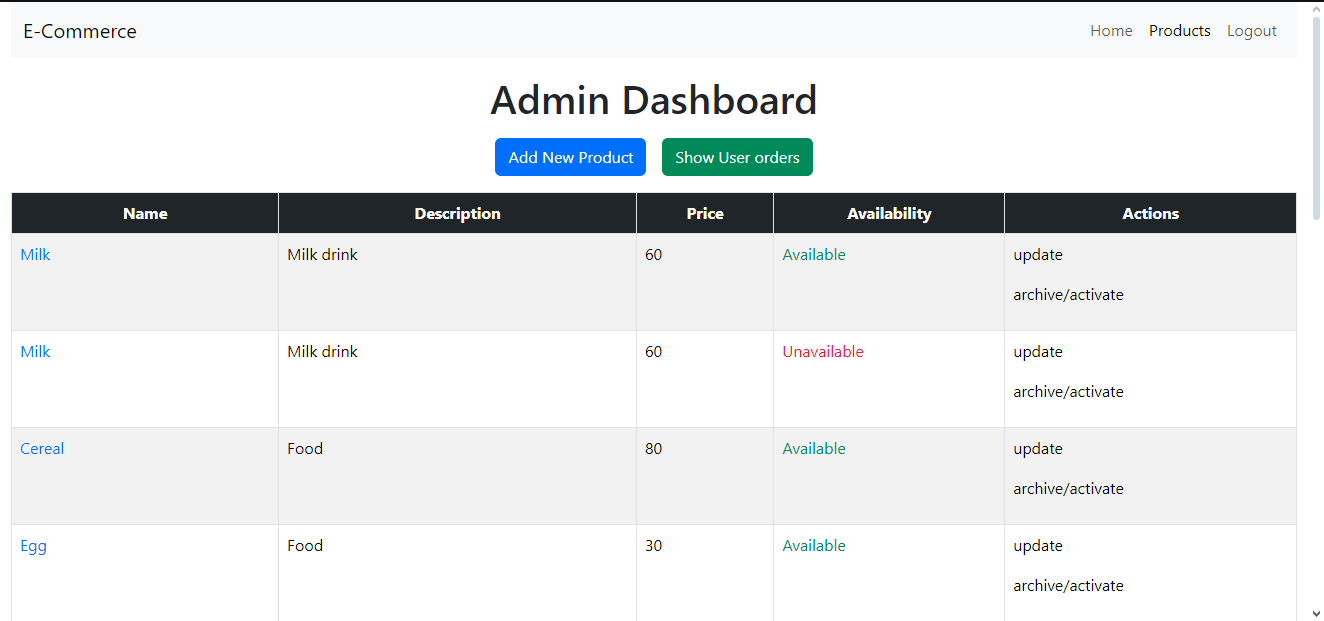 E-Commerce Home Products Logout
Admin Dashboard
Add New Product Show User orders
Name Description Price Availability Actions
Milk Milk drink 60 Available update
archive/activate
Milk Milk drink 60 Unavailable update
archive/activate
Cereal Food 80 Available update
archive/activate
Egg Food 30 Available update
archive/activate